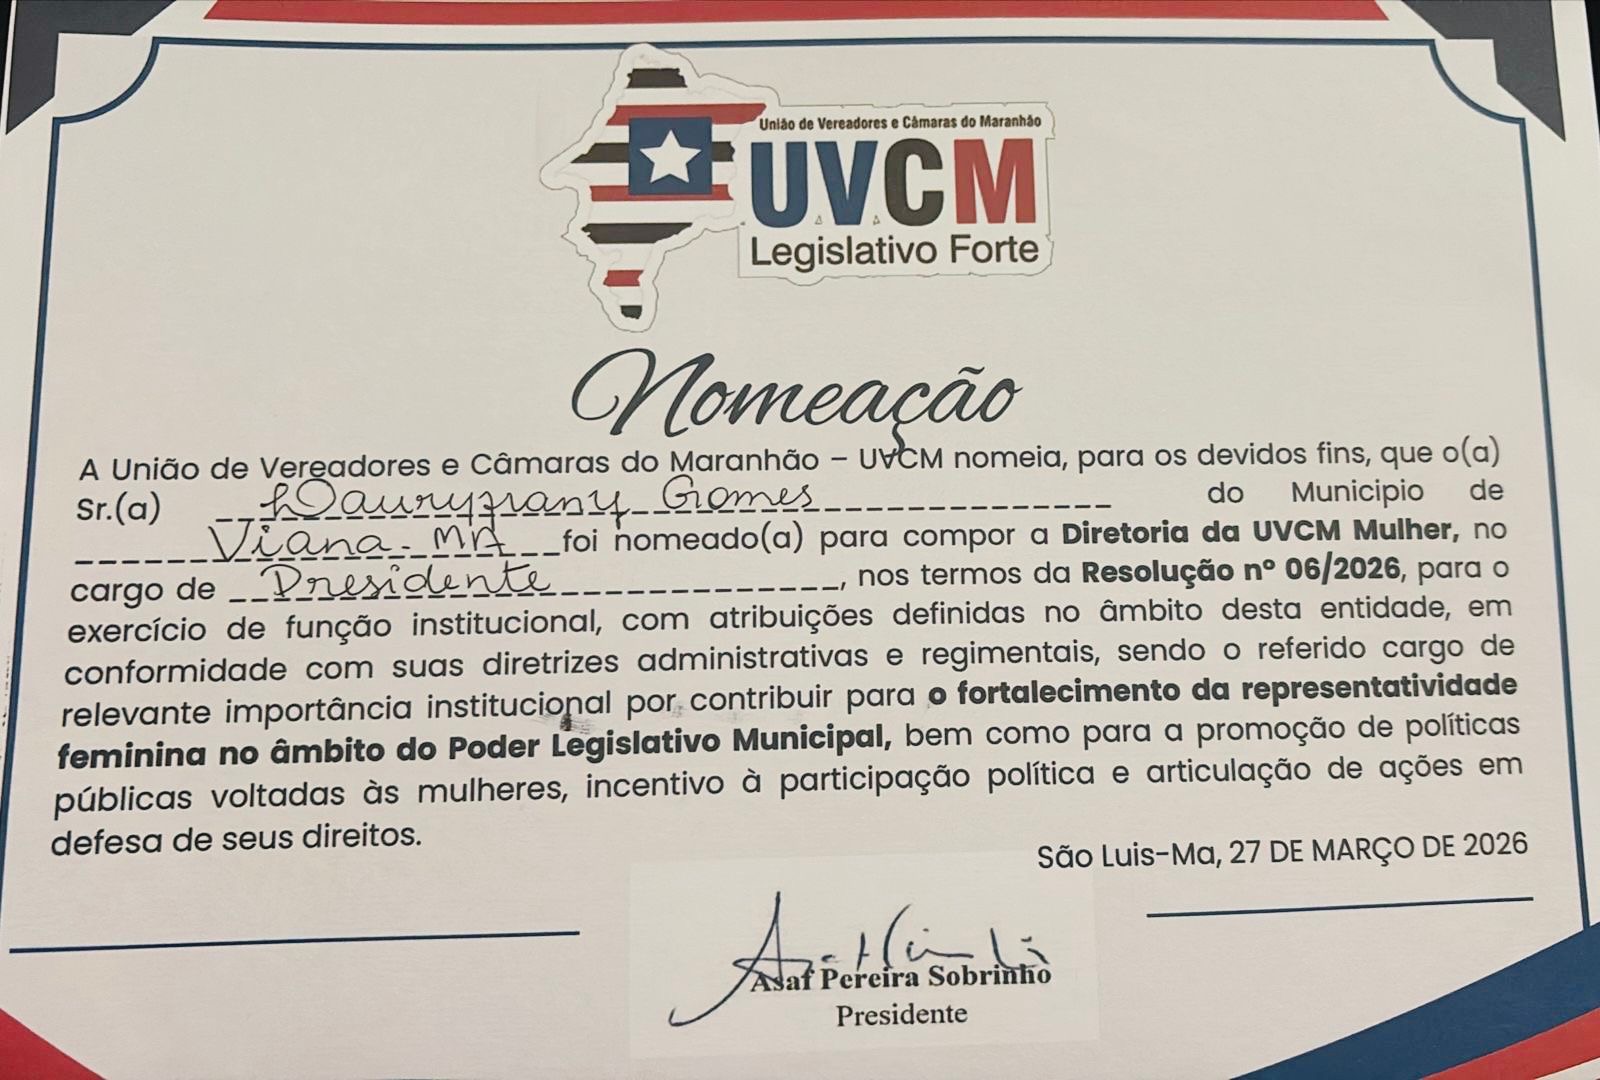 União de Vereadores e Câmaras do Maranhão
UVCM
Legislativo Forte
Nomeação
A União de Vereadores e Câmaras do Maranhão – UVCM nomeia, para os devidos fins, que o(a)
Sr.(a) Gomes do Municipio de
Viana-MA foi nomeado(a) para compor a Diretoria da UVCM Mulher, no
cargo de Presidente, nos termos da Resolução nº 06/2026, para o
exercício de função institucional, com atribuições definidas no âmbito desta entidade, em
conformidade com suas diretrizes administrativas e regimentais, sendo o referido cargo de
relevante importância institucional por contribuir para o fortalecimento da representatividade
feminina no âmbito do Poder Legislativo Municipal, bem como para a promoção de políticas
públicas voltadas às mulheres, incentivo à participação política e articulação de ações em
defesa de seus direitos.
São Luis-Ma, 27 DE MARÇO DE 2026
Asaf Pereira Sobrinho
Presidente